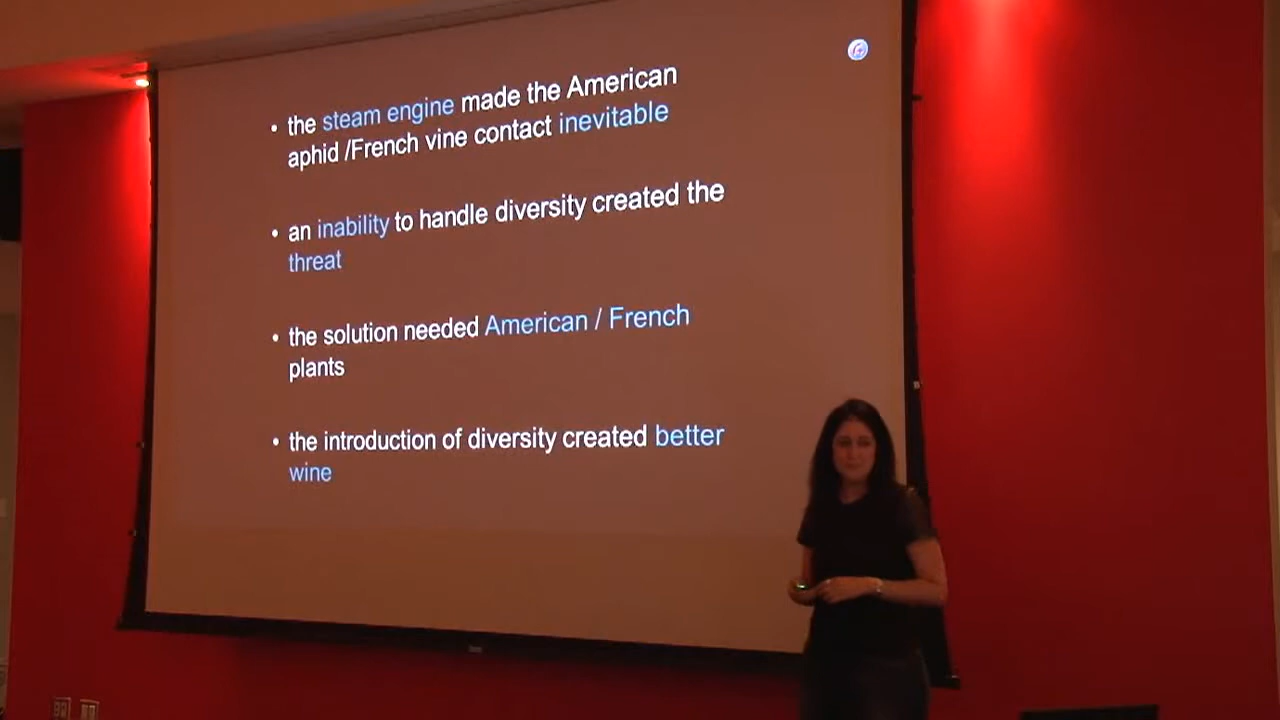 • the steam engine made the American
aphid /French vine contact inevitable
• an inability to handle diversity created the
threat
• the solution needed American / French
plants
• the introduction of diversity created better
wine